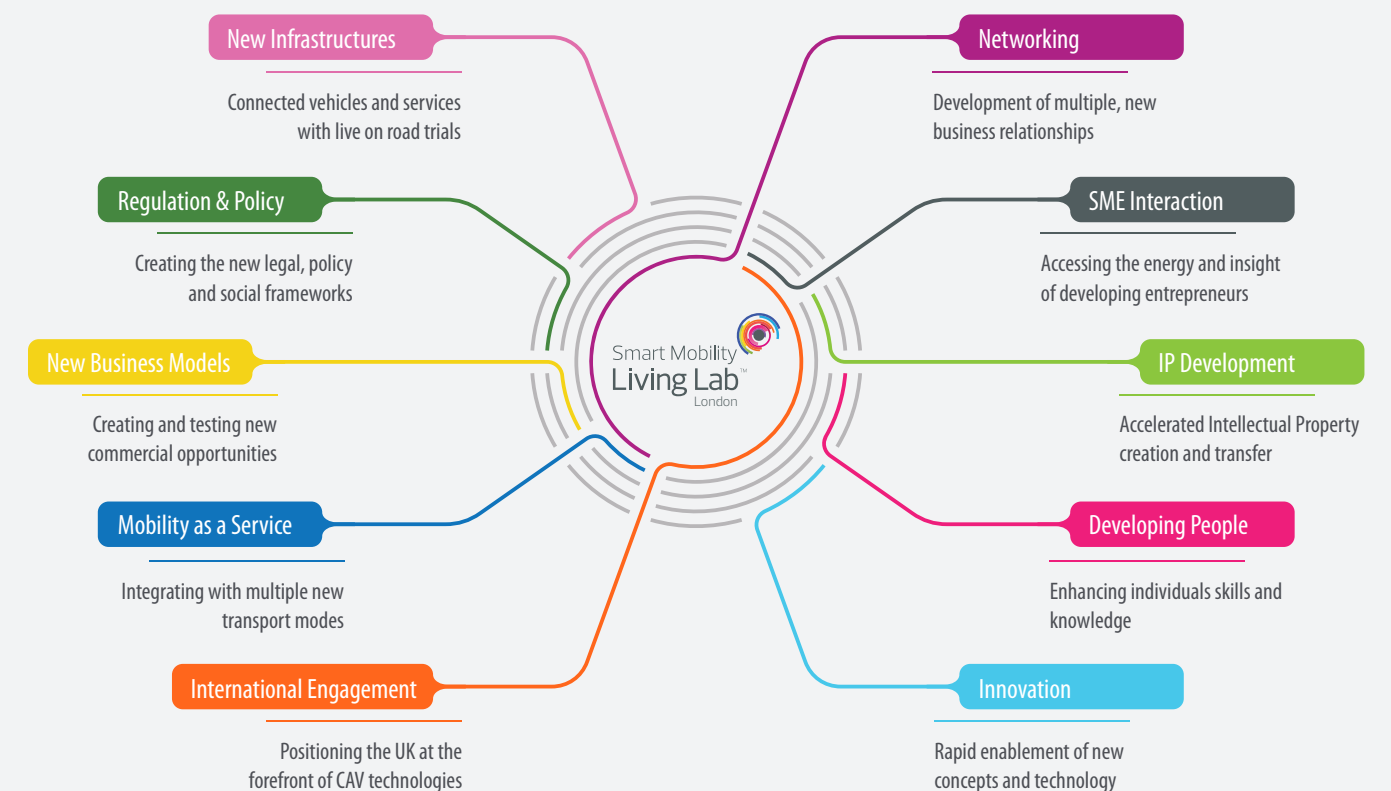 New Infrastructures
Connected vehicles and services
with live on road trials
Regulation & Policy
Creating the new legal, policy
and social frameworks
New Business Models
Creating and testing new
commercial opportunities
Mobility as a Service
Integrating with multiple new
transport modes
International Engagement
Positioning the UK at the
forefront of CAV technologies
Smart Mobility
Living Lab™
London
Networking
Development of multiple, new
business relationships
SME Interaction
Accessing the energy and insight
of developing entrepreneurs
IP Development
Accelerated Intellectual Property
creation and transfer
Developing People
Enhancing individuals skills and
knowledge
Innovation
Rapid enablement of new
concepts and technology